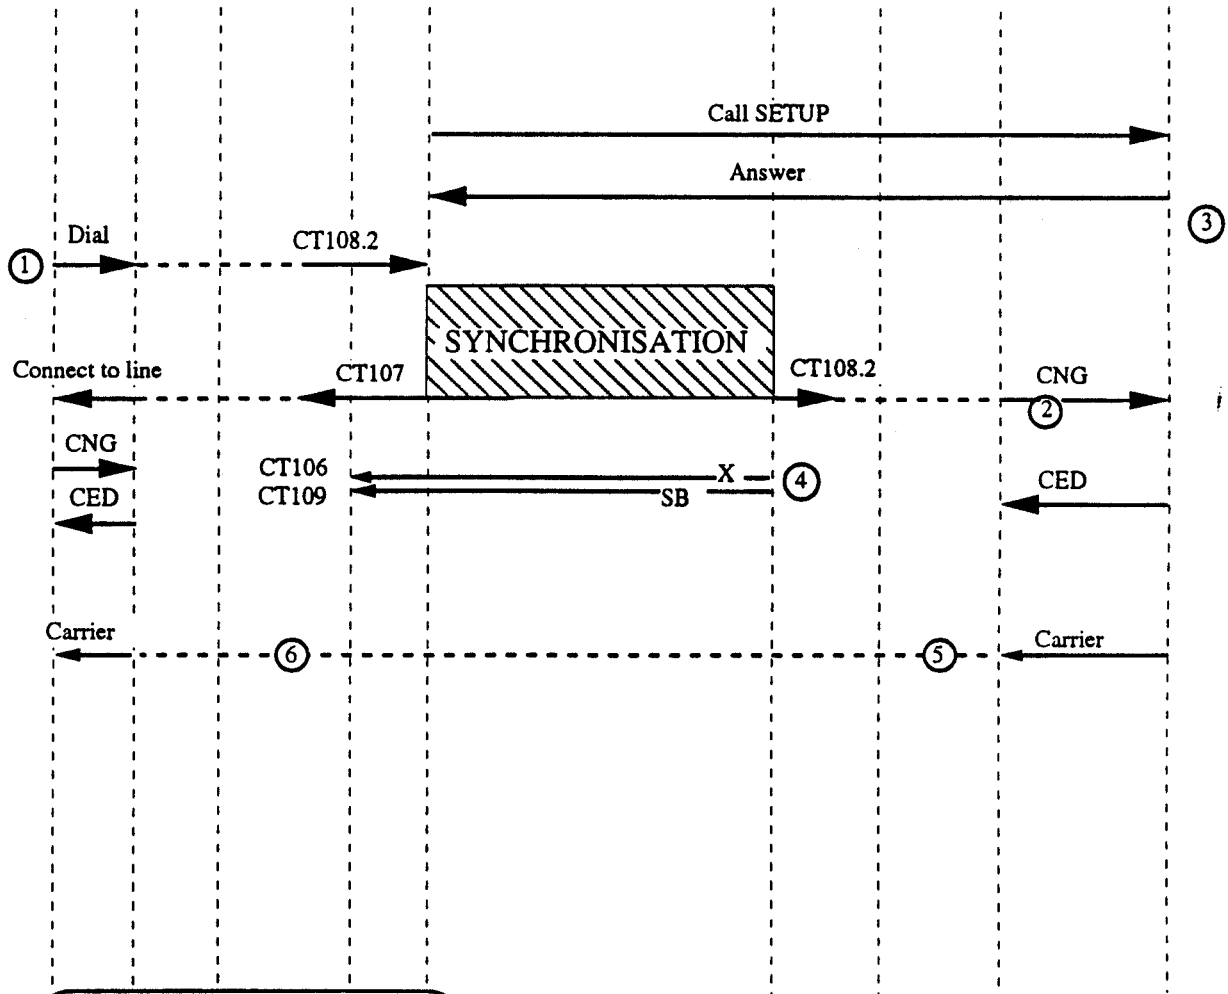 Call SETUP
Answer
3
Dial
CT108.2
1
SYNCHRONISATION
Connect to line
CT107
CT108.2
CNG
2
CNG
CT106
X
4
CED
CT109
SB
CED
Carrier
6
5
Carrier